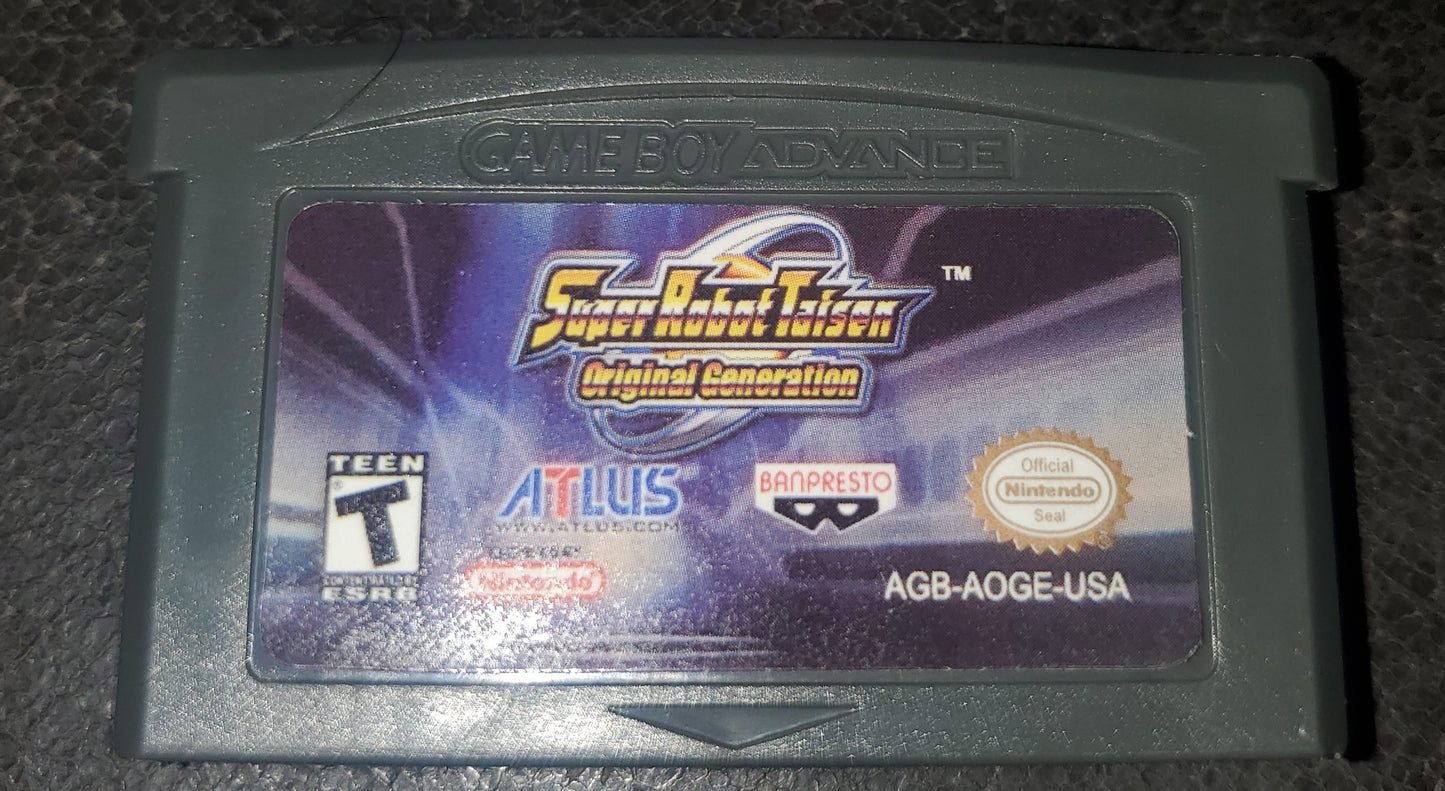 GAME BOY ADVANCE
Super Robot Taisen TM
Original Generation
TEEN
T
ESRB
ATLUS
WWW.ATLUS.COM
BANPRESTO
Nintendo
Official
Nintendo
Seal
AGB-AOGE-USA